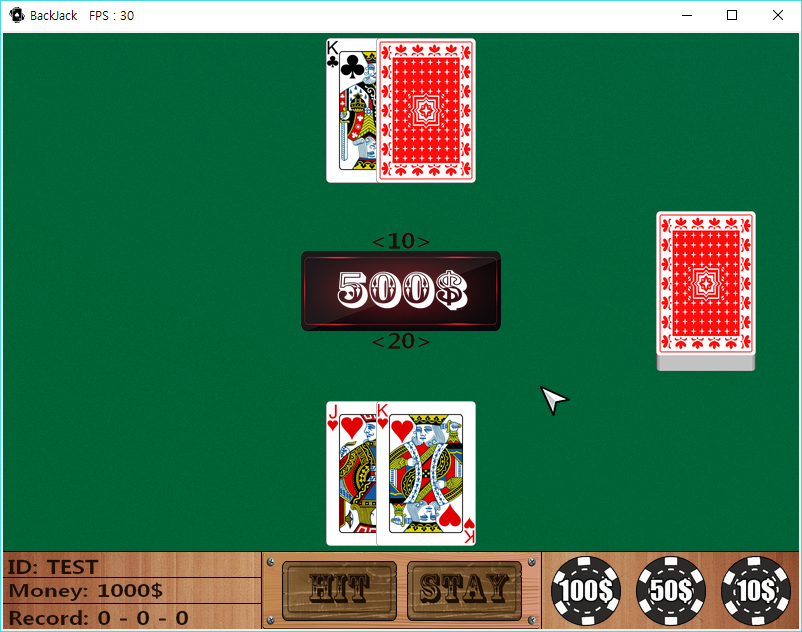 BackJack FPS : 30
K
<10>
500$
<20>
J K
K
ID: TEST
Money: 1000$
Record: 0 - 0 - 0
HIT STAY
100$ 50$ 10$